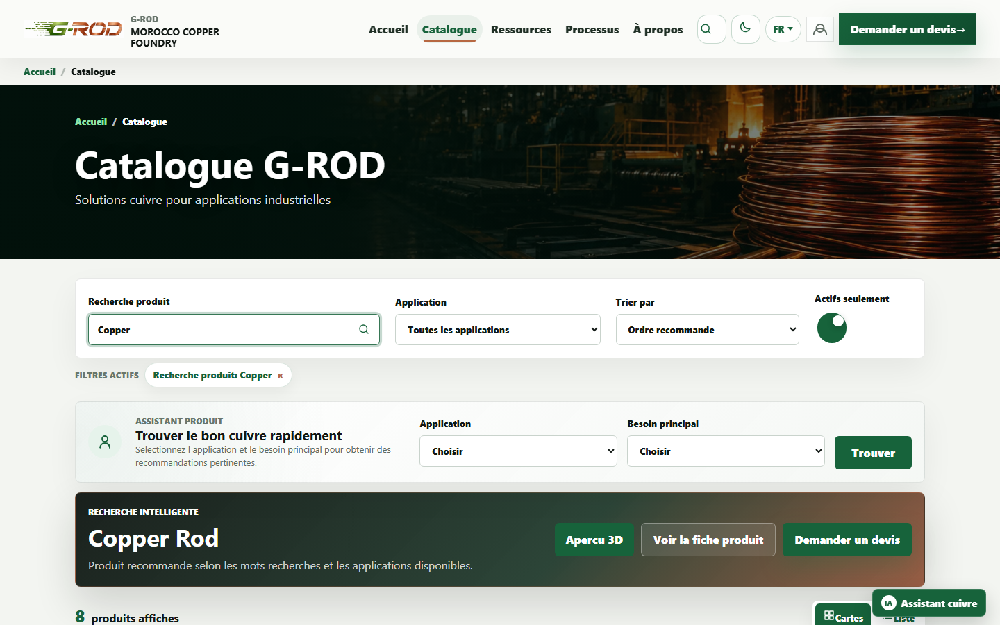 G-ROD
G-ROD
MOROCCO COPPER
FOUNDRY
Accueil
Catalogue
Ressources
Processus
À propos
FR
Demander un devis→
Accueil / Catalogue
Accueil / Catalogue
Catalogue G-ROD
Solutions cuivre pour applications industrielles
Recherche produit
Application
Trier par
Actifs seulement
Copper
Toutes les applications
Ordre recommande
FILTRES ACTIFS
Recherche produit: Copper x
ASSISTANT PRODUIT
Trouver le bon cuivre rapidement
Selectionnez l application et le besoin principal pour obtenir des
recommandations pertinentes.
Application
Choisir
Besoin principal
Choisir
Trouver
RECHERCHE INTELLIGENTE
Copper Rod
Produit recommande selon les mots recherches et les applications disponibles.
Apercu 3D
Voir la fiche produit
Demander un devis
8 produits affiches
Cartes
Liste
IA Assistant cuivre